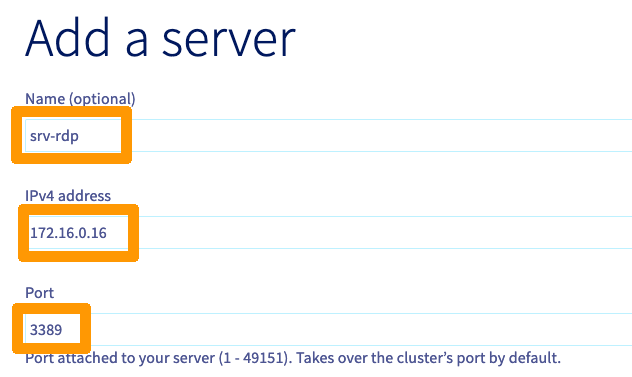 Add a server
Name (optional)
srv-rdp
IPv4 address
172.16.0.16
Port
3389
Port attached to your server (1 - 49151). Takes over the cluster’s port by default.